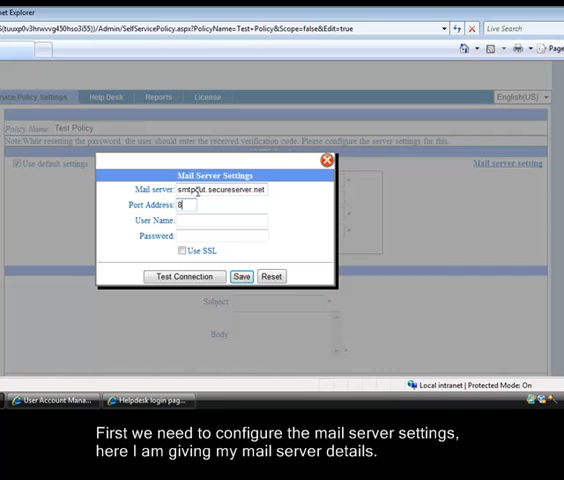 net Explorer
S(tuuxp0v3hrwvvg450hso3i55))/Admin/SelfServicePolicy.aspx?PolicyName=Test+Policy&Scope=false&Edit=true
Live Search
Page
rvice Policy Settings Help Desk Reports License English(US)
Policy Name: Test Policy
Note:While resetting the password, the user should enter the received verification code. Please configure the server settings for this.
Use default settings Mail server setting
Mail Server Settings
Mail server: smtpout.secureserver.net
Port Address: 8
User Name:
Password:
Use SSL
Test Connection Save Reset
Subject:
Body:
Local intranet | Protected Mode: On
User Account Mana... Helpdesk login pag...
First we need to configure the mail server settings,
here I am giving my mail server details.